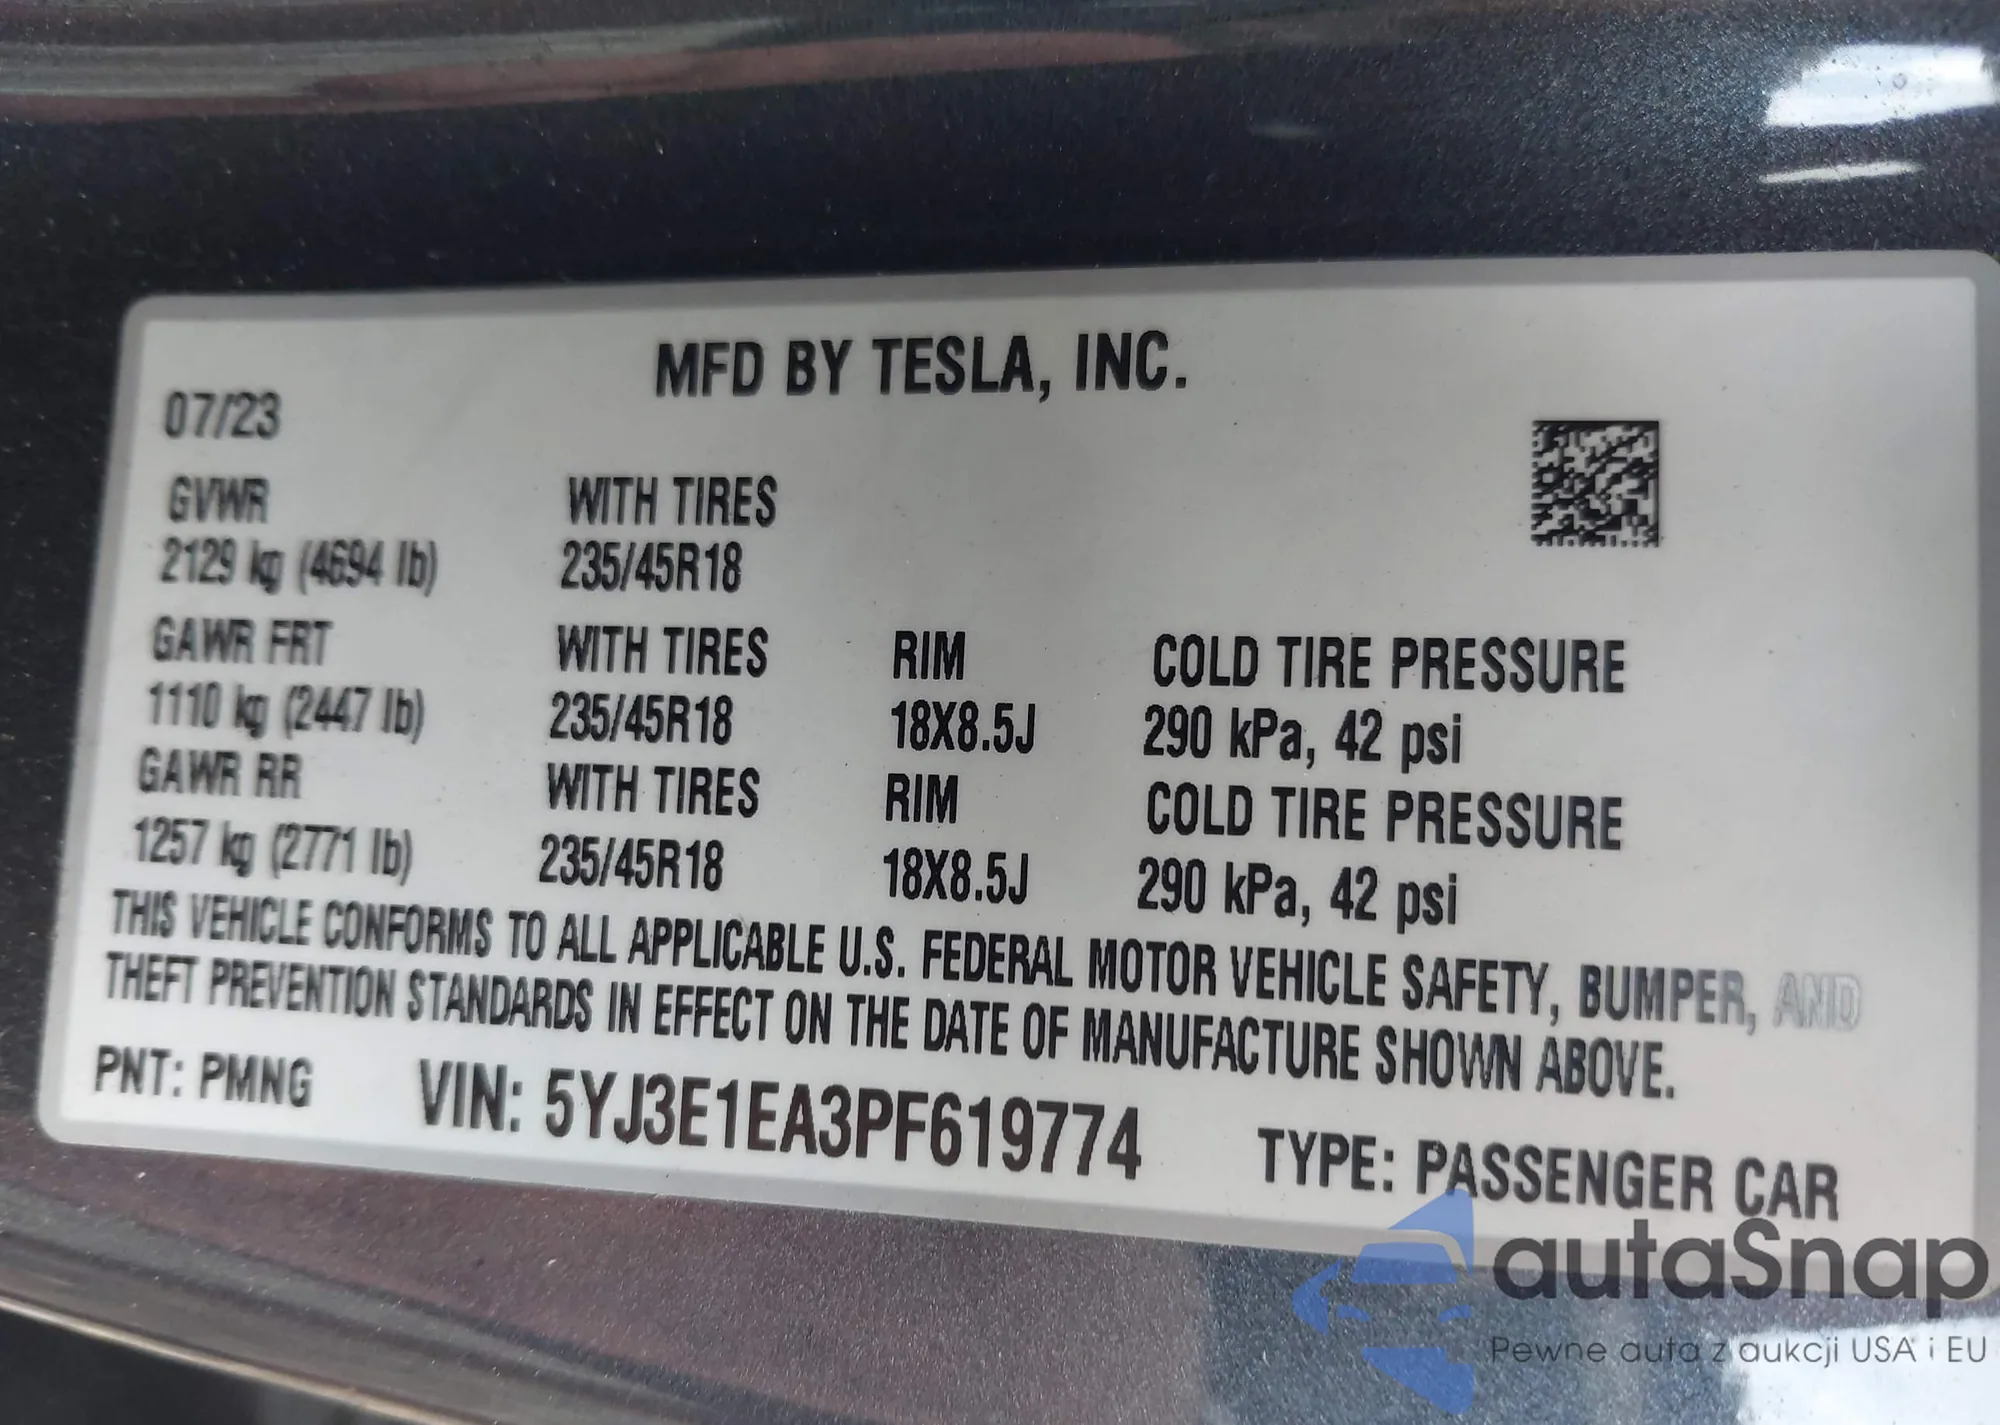 MFD BY TESLA, INC.
07/23
GVWR WITH TIRES
2129 kg (4694 lb) 235/45R18
GAWR FRT WITH TIRES RIM COLD TIRE PRESSURE
1110 kg (2447 lb) 235/45R18 18X8.5J 290 kPa, 42 psi
GAWR RR WITH TIRES RIM COLD TIRE PRESSURE
1257 kg (2771 lb) 235/45R18 18X8.5J 290 kPa, 42 psi
THIS VEHICLE CONFORMS TO ALL APPLICABLE U.S. FEDERAL MOTOR VEHICLE SAFETY, BUMPER, AND
THEFT PREVENTION STANDARDS IN EFFECT ON THE DATE OF MANUFACTURE SHOWN ABOVE.
PNT: PMNG VIN: 5YJ3E1EA3PF619774 TYPE: PASSENGER CAR
autaSnap
Pewne auta z aukcji USA i EU